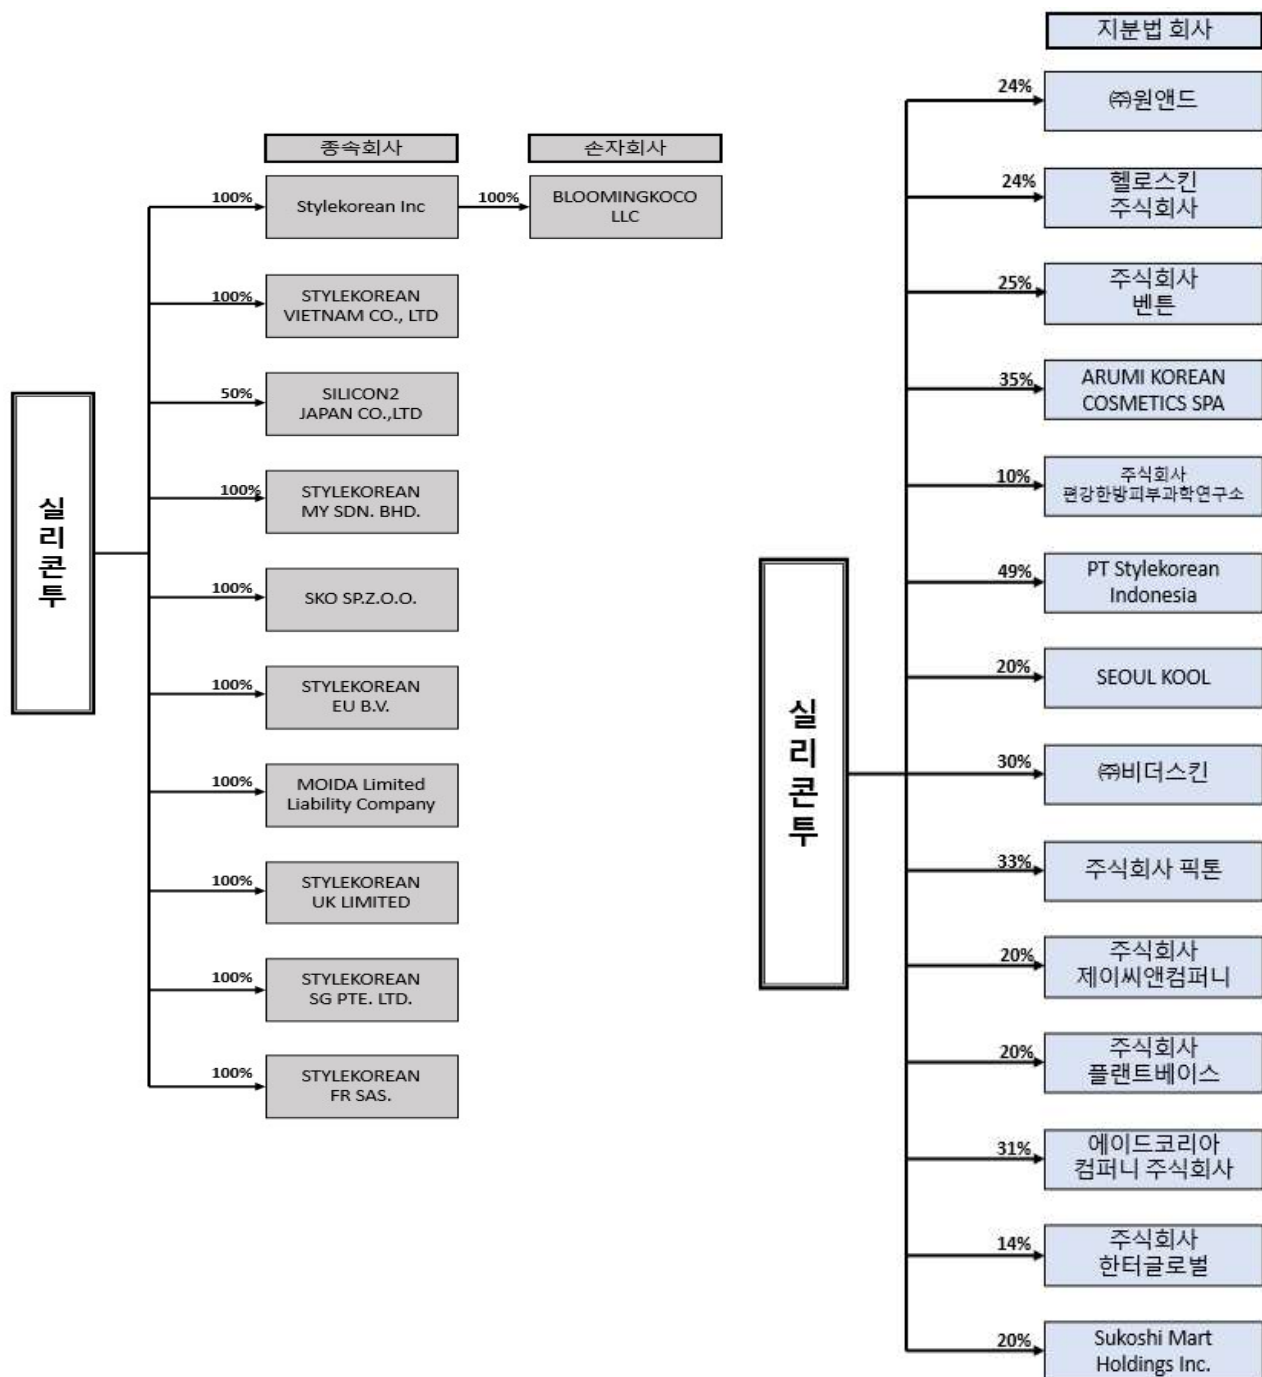 종속회사
손자회사
100%
Stylekorean Inc
100%
BLOOMINGKOCO
LLC
100%
STYLEKOREAN
VIETNAM CO., LTD
50%
SILICON2
JAPAN CO.,LTD
100%
STYLEKOREAN
MY SDN. BHD.
실리콘투
100%
SKO SP.Z.O.O.
100%
STYLEKOREAN
EU B.V.
100%
MOIDA Limited
Liability Company
100%
STYLEKOREAN
UK LIMITED
100%
STYLEKOREAN
SG PTE. LTD.
100%
STYLEKOREAN
FR SAS.
지분법 회사
24%
㈜원앤드
24%
헬로스킨
주식회사
25%
주식회사
벤튼
35%
ARUMI KOREAN
COSMETICS SPA
10%
주식회사
편강한방피부과학연구소
49%
PT Stylekorean
Indonesia
20%
SEOUL KOOL
실리콘투
30%
㈜비더스킨
33%
주식회사 픽톤
20%
주식회사
제이씨앤컴퍼니
20%
주식회사
플랜트베이스
31%
에이드코리아
컴퍼니 주식회사
14%
주식회사
한터글로벌
20%
Sukoshi Mart
Holdings Inc.